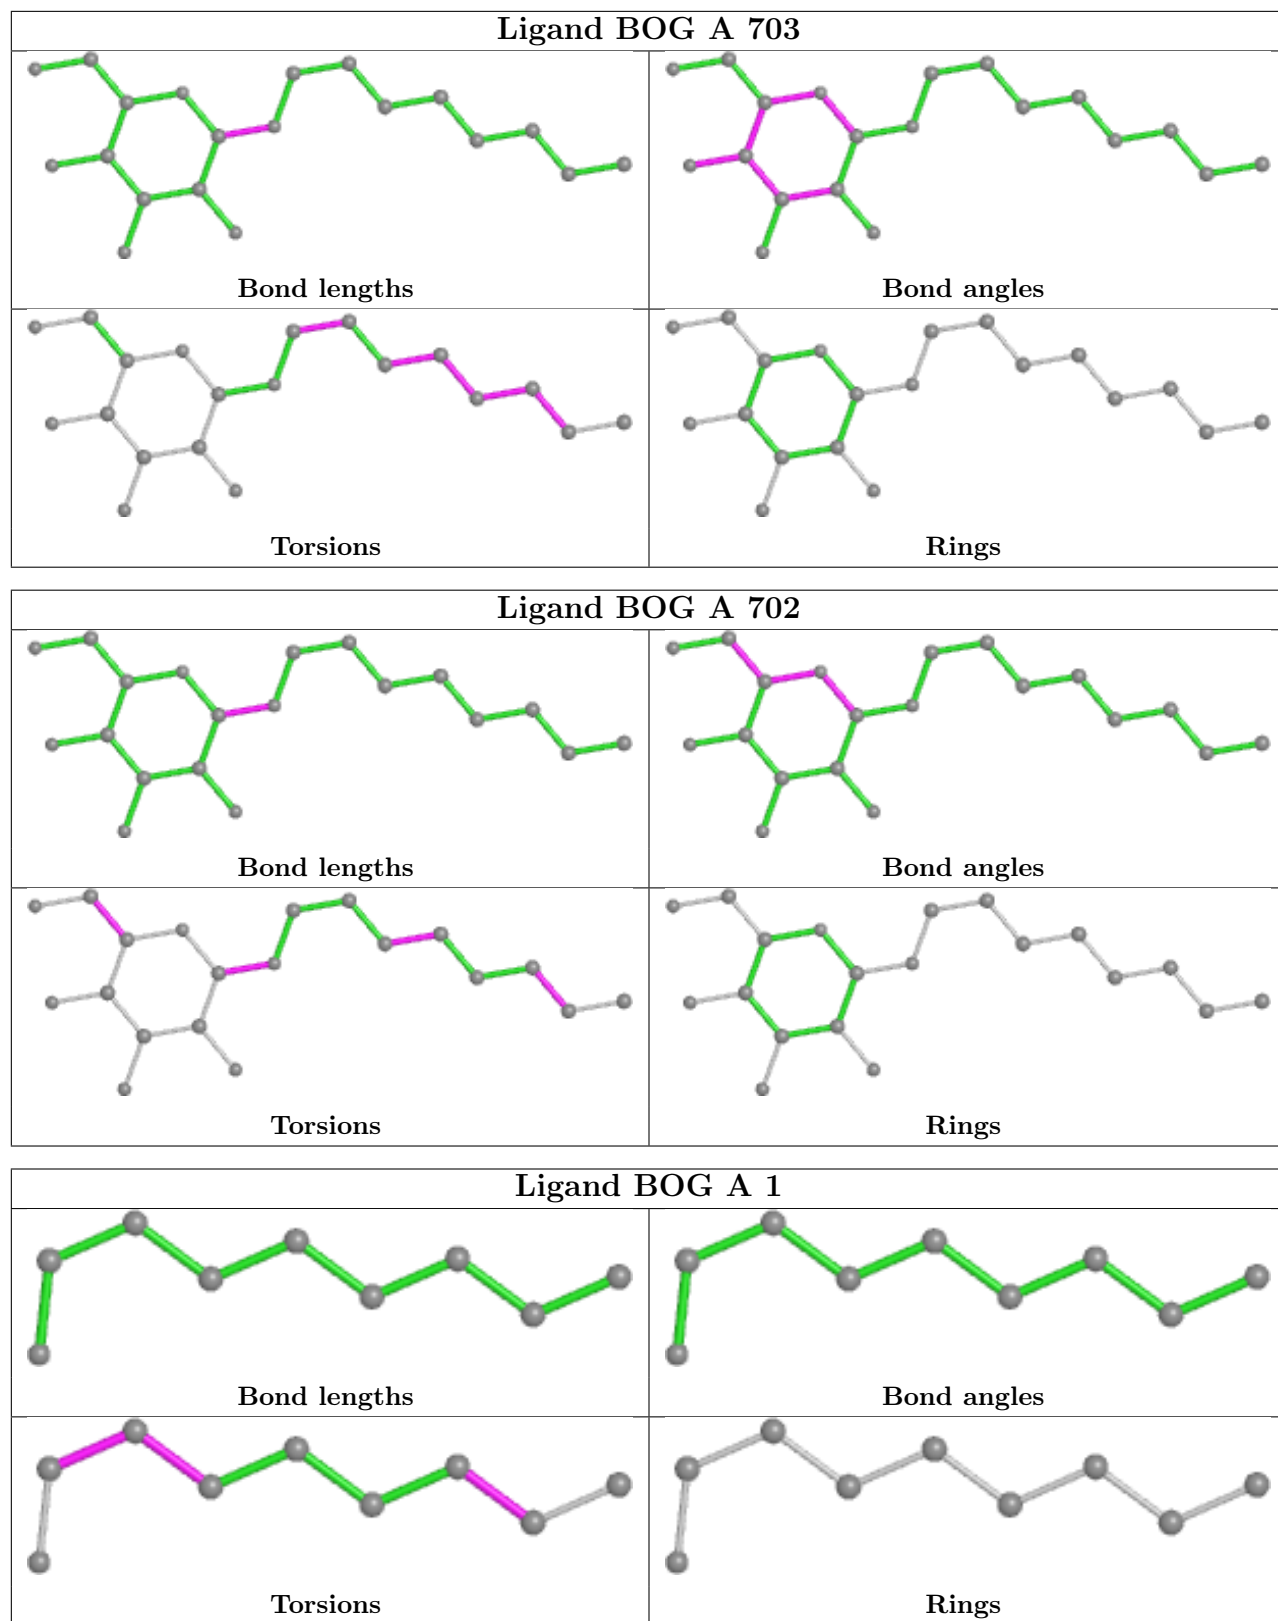 Ligand BOG A 703
Bond lengths
Bond angles
Torsions
Rings
Ligand BOG A 702
Bond lengths
Bond angles
Torsions
Rings
Ligand BOG A 1
Bond lengths
Bond angles
Torsions
Rings